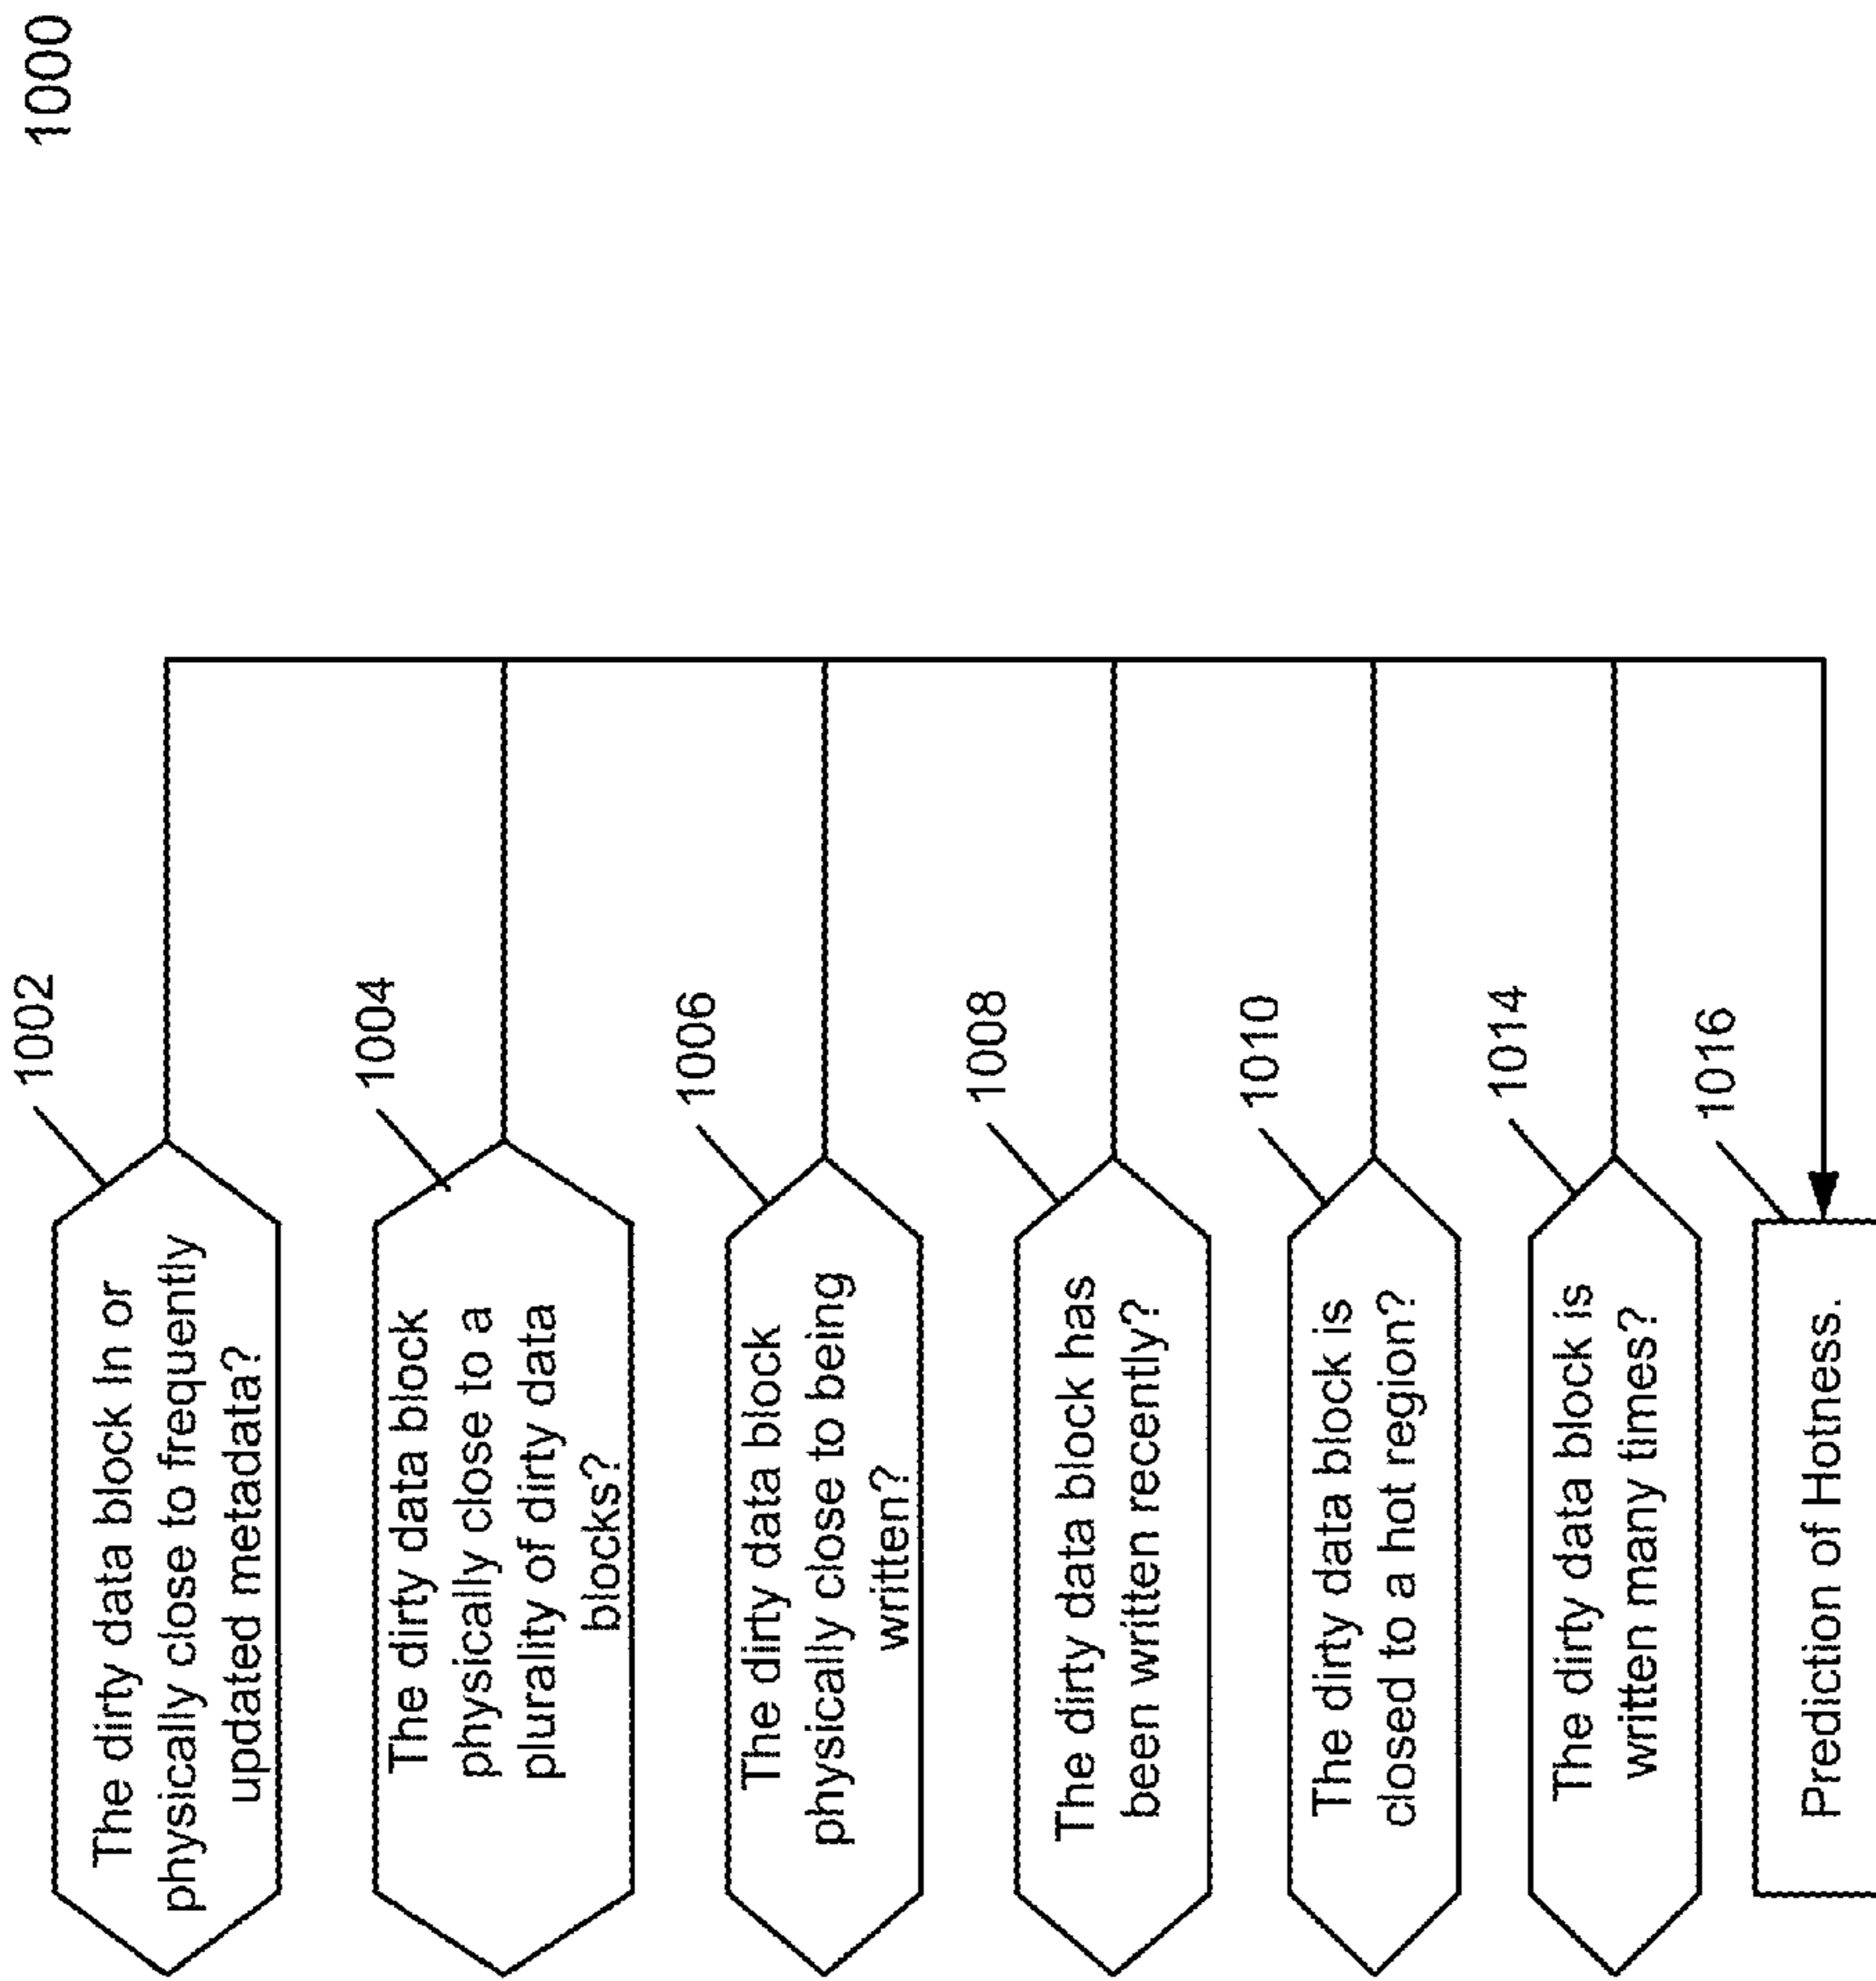 1000
1002
The dirty data block In or
physically close to frequently
updated metadata?
1004
The dirty data block
physically close to a
plurality of dirty data
blocks?
1006
The dirty data block
physically close to being
written?
1008
The dirty data block has
been written recently?
1010
The dirty data block is
closed to a hot region?
1014
The dirty data block is
written many times?
1016
Prediction of Hotness.